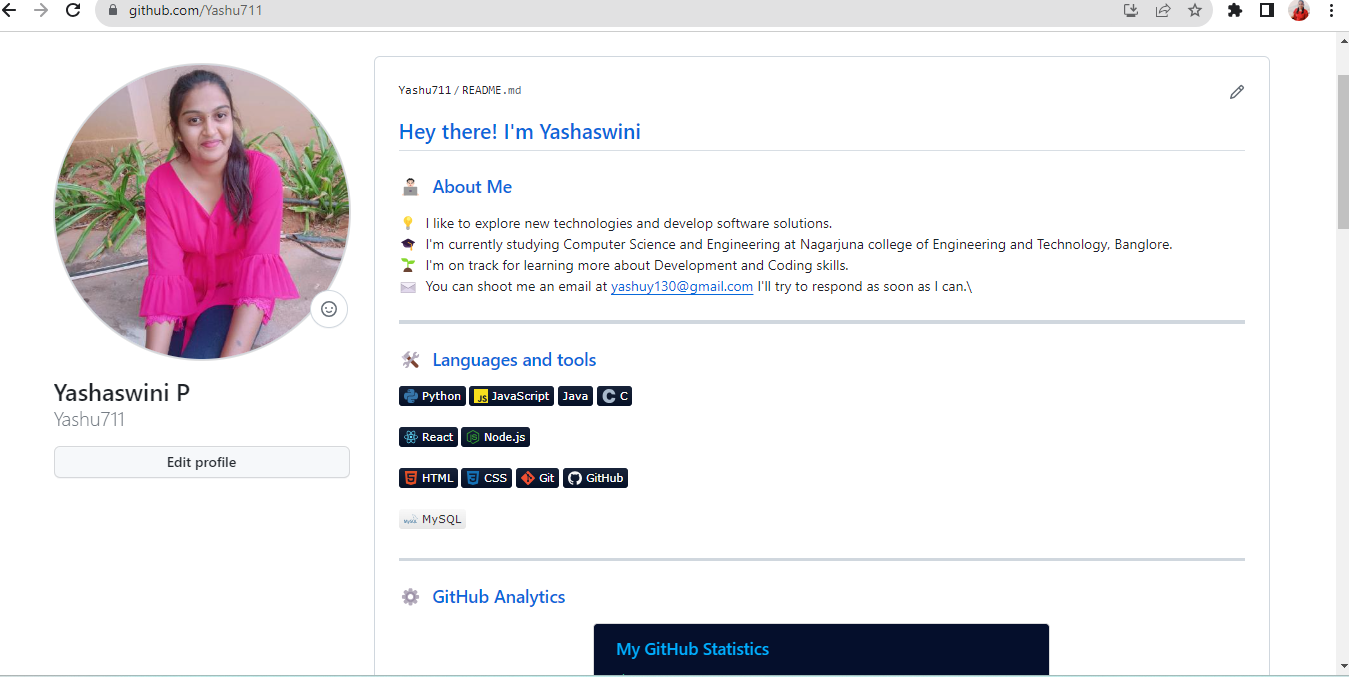 github.com/Yashu711
Yashu711/README.md
Hey there! I'm Yashaswini
About Me
I like to explore new technologies and develop software solutions.
I'm currently studying Computer Science and Engineering at Nagarjuna college of Engineering and Technology, Banglore.
I'm on track for learning more about Development and Coding skills.
You can shoot me an email at yashuy130@gmail.com I'll try to respond as soon as I can.\
Languages and tools
Python JS JavaScript Java C C
React Node.js
HTML CSS Git GitHub
MySQL MySQL
GitHub Analytics
My GitHub Statistics
Yashaswini P
Yashu711
Edit profile